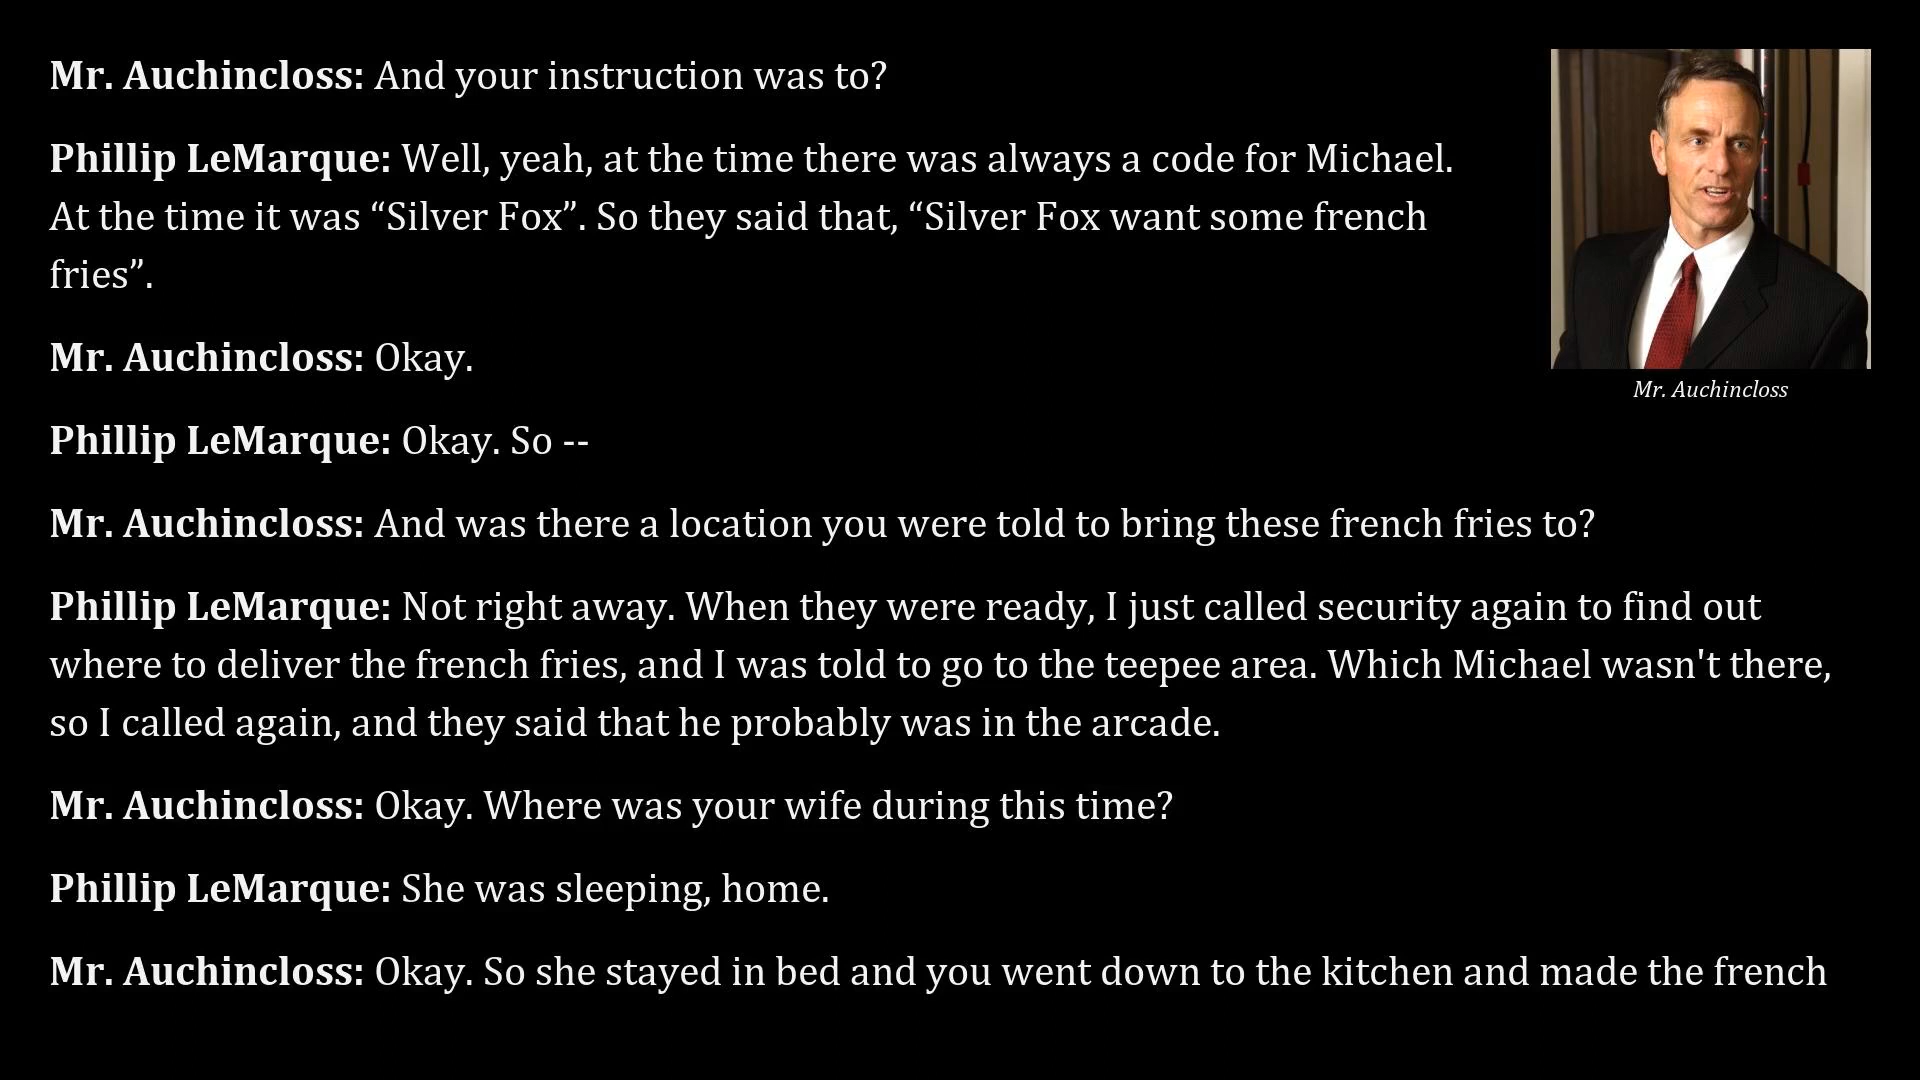 Mr. Auchincloss: And your instruction was to?
Phillip LeMarque: Well, yeah, at the time there was always a code for Michael.
At the time it was “Silver Fox”. So they said that, “Silver Fox want some french
fries”.
Mr. Auchincloss: Okay.
Mr. Auchincloss
Phillip LeMarque: Okay. So --
Mr. Auchincloss: And was there a location you were told to bring these french fries to?
Phillip LeMarque: Not right away. When they were ready, I just called security again to find out
where to deliver the french fries, and I was told to go to the teepee area. Which Michael wasn't there,
so I called again, and they said that he probably was in the arcade.
Mr. Auchincloss: Okay. Where was your wife during this time?
Phillip LeMarque: She was sleeping, home.
Mr. Auchincloss: Okay. So she stayed in bed and you went down to the kitchen and made the french